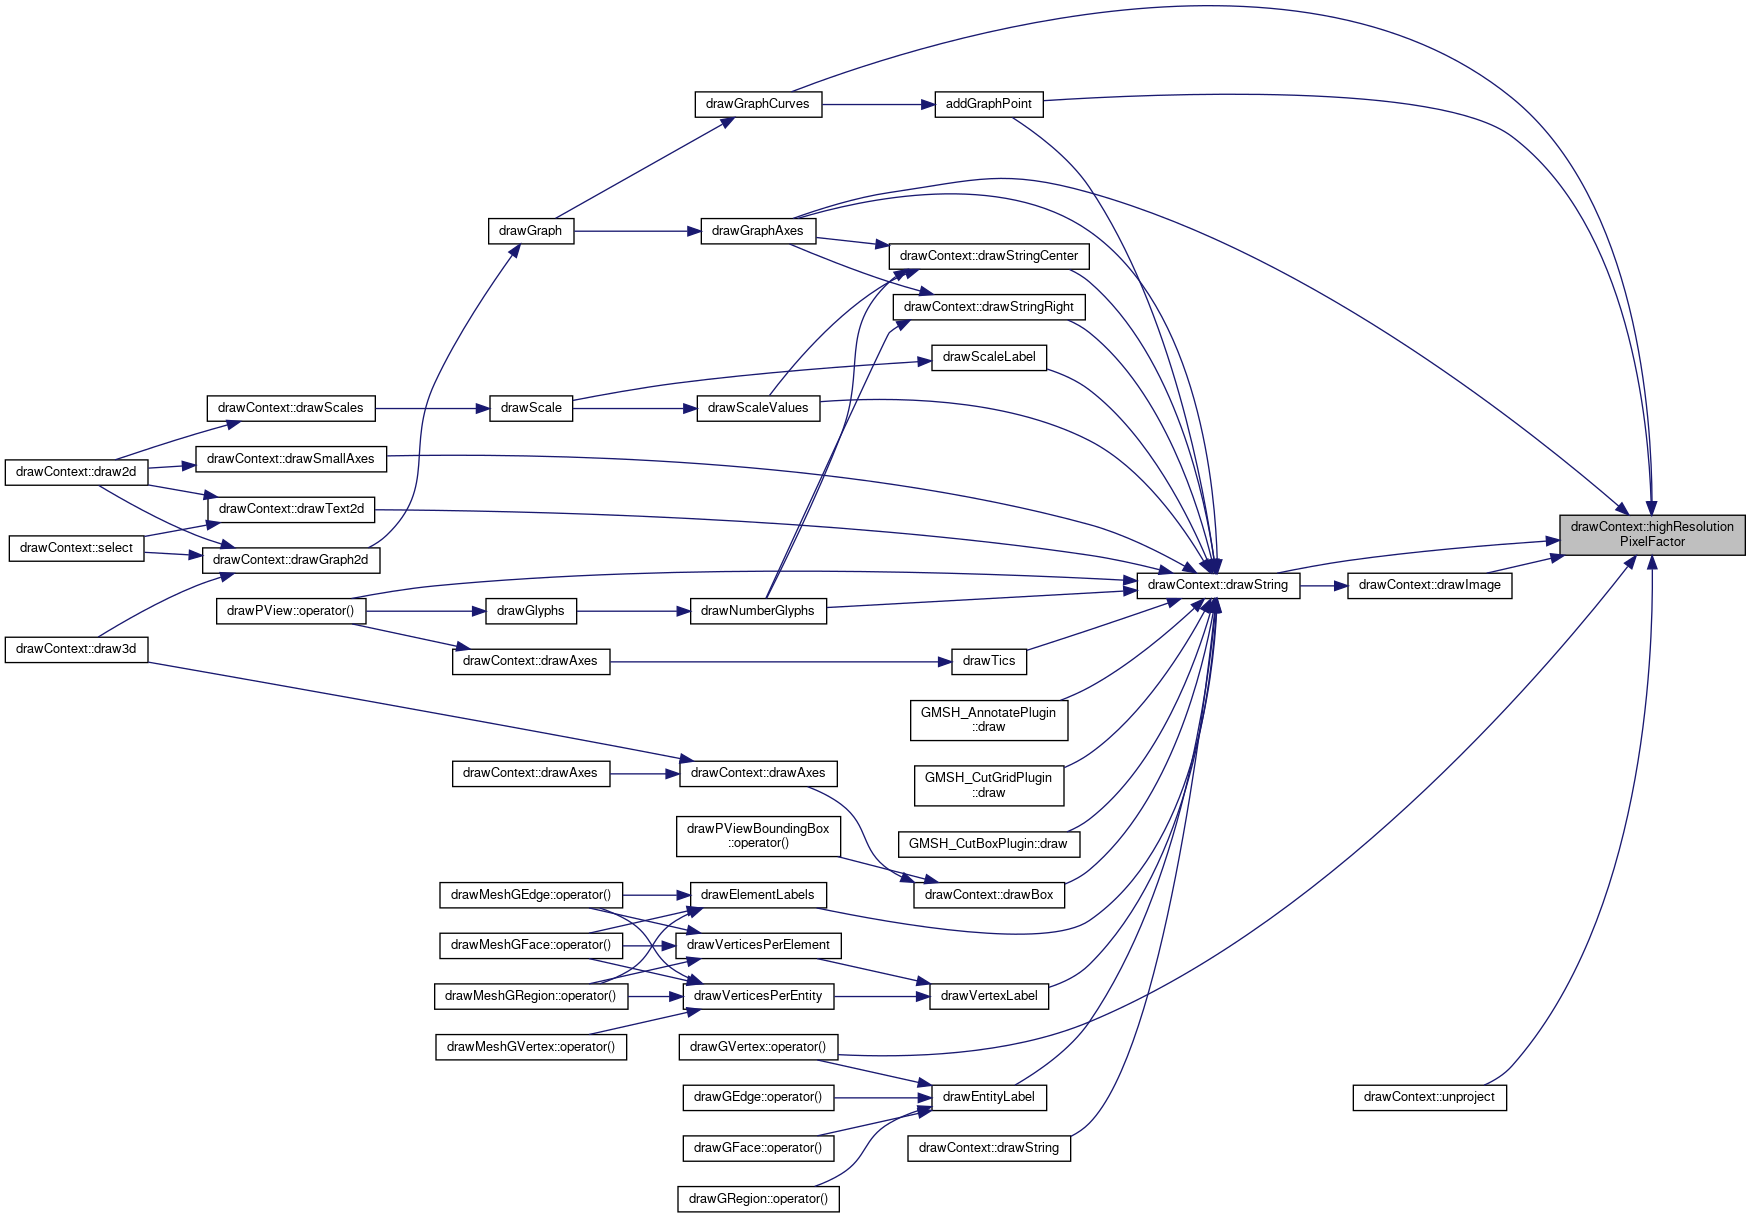 drawGraphCurves
addGraphPoint
drawGraph
drawGraphAxes
drawContext::drawStringCenter
drawContext::drawStringRight
drawScaleLabel
drawContext::drawScales
drawScale
drawScaleValues
drawContext::draw2d
drawContext::drawSmallAxes
drawContext::drawText2d
drawContext::select
drawContext::drawGraph2d
drawContext::highResolution
PixelFactor
drawContext::drawString
drawContext::drawImage
drawPView::operator()
drawGlyphs
drawNumberGlyphs
drawContext::draw3d
drawContext::drawAxes
drawTics
GMSH_AnnotatePlugin
::draw
drawContext::drawAxes
drawContext::drawAxes
GMSH_CutGridPlugin
::draw
drawPViewBoundingBox
::operator()
GMSH_CutBoxPlugin::draw
drawMeshGEdge::operator()
drawElementLabels
drawContext::drawBox
drawMeshGFace::operator()
drawVerticesPerElement
drawMeshGRegion::operator()
drawVerticesPerEntity
drawVertexLabel
drawMeshGVertex::operator()
drawGVertex::operator()
drawGEdge::operator()
drawEntityLabel
drawContext::unproject
drawGFace::operator()
drawContext::drawString
drawGRegion::operator()